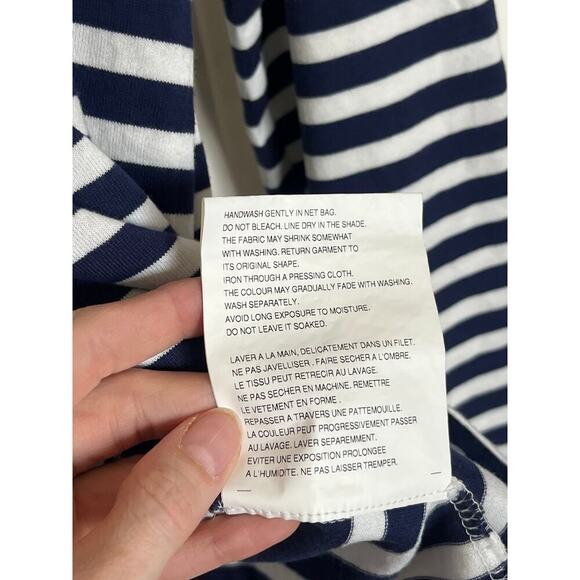 HANDWASH GENTLY IN NET BAG.
DO NOT BLEACH. LINE DRY IN THE SHADE.
THE FABRIC MAY SHRINK SOMEWHAT
WITH WASHING. RETURN GARMENT TO
ITS ORIGINAL SHAPE.
IRON THROUGH A PRESSING CLOTH.
THE COLOUR MAY GRADUALLY FADE WITH WASHING.
WASH SEPARATELY.
AVOID LONG EXPOSURE TO MOISTURE.
DO NOT LEAVE IT SOAKED.
LAVER A LA MAIN, DELICATEMENT DANS UN FILET.
NE PAS JAVELLISER . FAIRE SECHER A L'OMBRE.
LE TISSU PEUT RETRECIR AU LAVAGE.
NE PAS SECHER EN MACHINE. REMETTRE
LE VETEMENT EN FORME .
REPASSER A TRAVERS UNE PATTEMOUILLE.
LA COULEUR PEUT PROGRESSIVEMENT PASSER
AU LAVAGE. LAVER SEPAREMMENT.
EVITER UNE EXPOSITION PROLONGEE
A L'HUMIDITE. NE PAS LAISSER TREMPER.